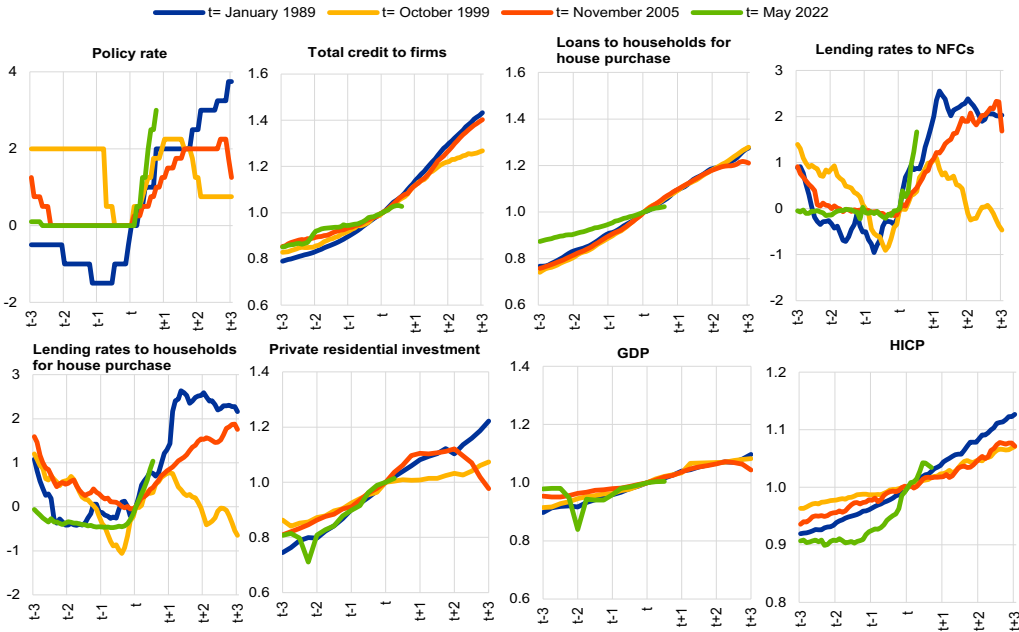 t= January 1989 t= October 1999 t= November 2005 t= May 2022
Policy rate
4
2
0
-2
t-3 t-2 t-1 t t+1 t+2 t+3
Total credit to firms
1.6
1.4
1.2
1.0
0.8
0.6
t-3 t-2 t-1 t t+1 t+2 t+3
Loans to households for
house purchase
1.6
1.4
1.2
1.0
0.8
0.6
t-3 t-2 t-1 t t+1 t+2 t+3
Lending rates to NFCs
3
2
1
0
-1
-2
t-3 t-2 t-1 t t+1 t+2 t+3
Lending rates to households
for house purchase
3
2
1
0
-1
-2
t-3 t-2 t-1 t t+1 t+2 t+3
Private residential investment
1.4
1.2
1.0
0.8
0.6
t-3 t-2 t-1 t t+1 t+2 t+3
GDP
1.4
1.2
1.0
0.8
0.6
t-3 t-2 t-1 t t+1 t+2 t+3
HICP
1.2
1.1
1.0
0.9
0.8
t-3 t-2 t-1 t t+1 t+2 t+3